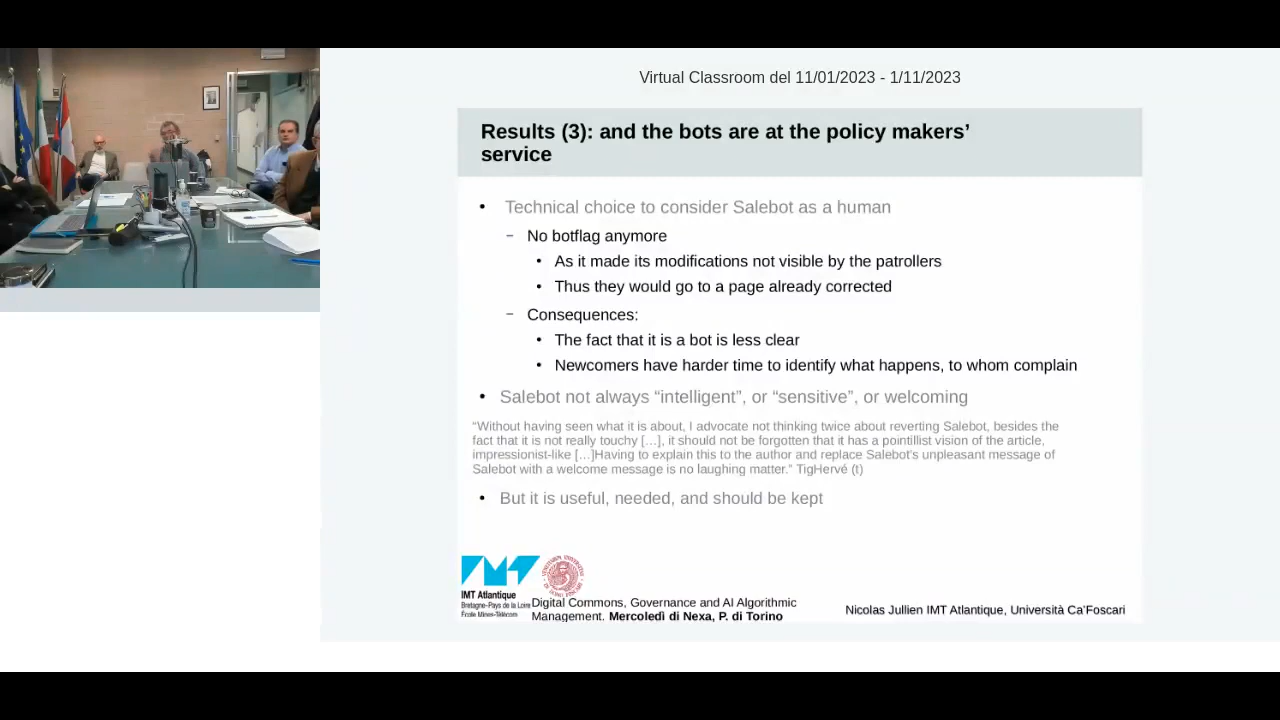 Virtual Classroom del 11/01/2023 - 1/11/2023
Results (3): and the bots are at the policy makers’
service
• Technical choice to consider Salebot as a human
– No botflag anymore
• As it made its modifications not visible by the patrollers
• Thus they would go to a page already corrected
– Consequences:
• The fact that it is a bot is less clear
• Newcomers have harder time to identify what happens, to whom complain
• Salebot not always “intelligent”, or “sensitive”, or welcoming
“Without having seen what it is about, I advocate not thinking twice about reverting Salebot, besides the
fact that it is not really touchy […], it should not be forgotten that it has a pointillist vision of the article,
impressionist-like […]Having to explain this to the author and replace Salebot’s unpleasant message of
Salebot with a welcome message is no laughing matter.” TigHervé (t)
• But it is useful, needed, and should be kept
IMT Atlantique
Bretagne-Pays de la Loire
École Mines-Télécom
Digital Commons, Governance and AI Algorithmic
Management. Mercoledì di Nexa, P. di Torino
Nicolas Jullien IMT Atlantique, Università Ca’Foscari